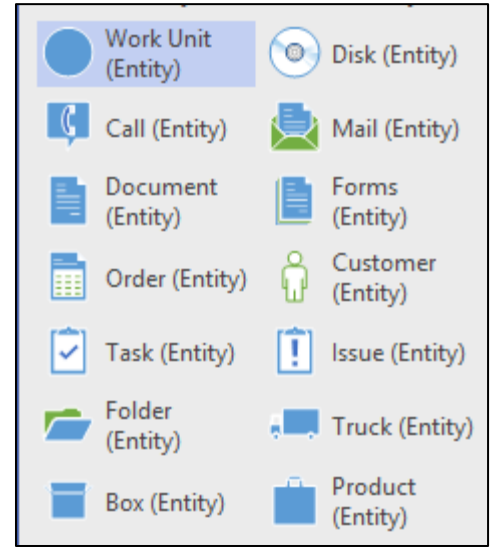 Work Unit
(Entity)
Disk (Entity)
Call (Entity)
Mail (Entity)
Document
(Entity)
Forms
(Entity)
Order (Entity)
Customer
(Entity)
Task (Entity)
Issue (Entity)
Folder
(Entity)
Truck (Entity)
Box (Entity)
Product
(Entity)